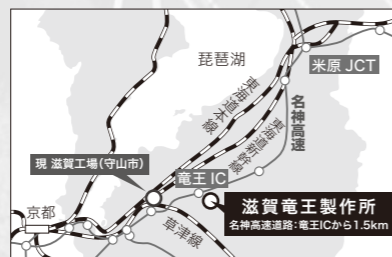 琵琶湖
米原 JCT
東海道本線
東海道新幹線
名神高速
現 滋賀工場(守山市)
竜王 IC
滋賀竜王製作所
名神高速道路:竜王ICから1.5km
京都
草津線